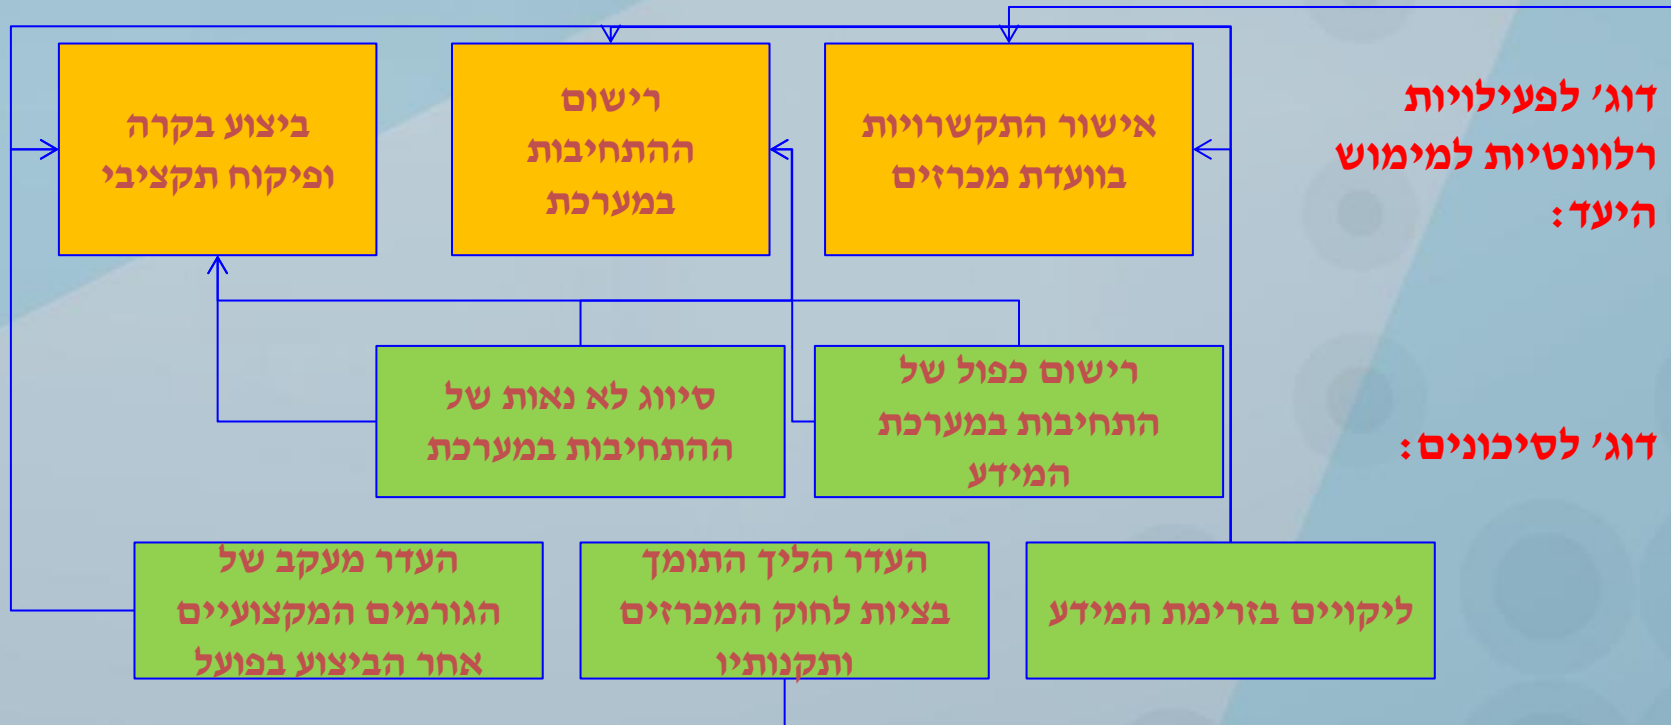 דוג' לפעילויות
רלוונטיות למימוש
היעד:
אישור התקשרויות
בוועדת מכרזים
רישום
ההתחיבות
במערכת
ביצוע בקרה
ופיקוח תקציבי
דוג' לסיכונים:
רישום כפול של
התחיבות במערכת
המידע
סיווג לא נאות של
ההתחיבות במערכת
ליקויים בזרימת המידע
העדר הליך התומך
בציות לחוק המכרזים
ותקנותיו
העדר מעקב של
הגורמים המקצועיים
אחר הביצוע בפועל